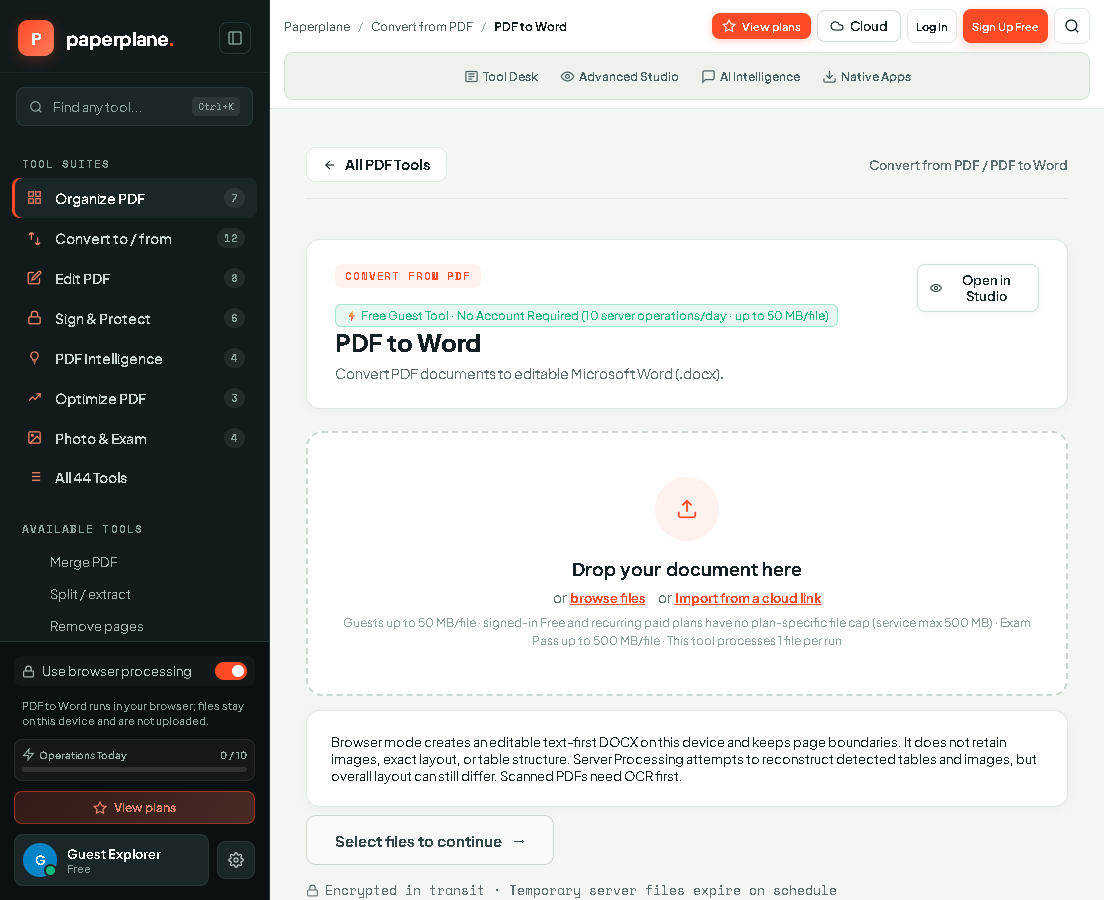 P paperplane.
Find any tool... Ctrl+K
TOOL SUITES
Organize PDF 7
Convert to / from 12
Edit PDF 8
Sign & Protect 6
PDF Intelligence 4
Optimize PDF 3
Photo & Exam 4
All 44 Tools
AVAILABLE TOOLS
Merge PDF
Split / extract
Remove pages
Use browser processing
PDF to Word runs in your browser; files stay
on this device and are not uploaded.
Operations Today 0 / 10
View plans
G Guest Explorer
Free
Paperplane / Convert from PDF / PDF to Word
View plans Cloud Log In Sign Up Free
Tool Desk Advanced Studio AI Intelligence Native Apps
← All PDF Tools
Convert from PDF / PDF to Word
CONVERT FROM PDF
Open in
Studio
Free Guest Tool · No Account Required (10 server operations/day · up to 50 MB/file)
PDF to Word
Convert PDF documents to editable Microsoft Word (.docx).
Drop your document here
or browse files or Import from a cloud link
Guests up to 50 MB/file · signed-in Free and recurring paid plans have no plan-specific file cap (service max 500 MB) · Exam
Pass up to 500 MB/file · This tool processes 1 file per run
Browser mode creates an editable text-first DOCX on this device and keeps page boundaries. It does not retain
images, exact layout, or table structure. Server Processing attempts to reconstruct detected tables and images, but
overall layout can still differ. Scanned PDFs need OCR first.
Select files to continue →
Encrypted in transit · Temporary server files expire on schedule